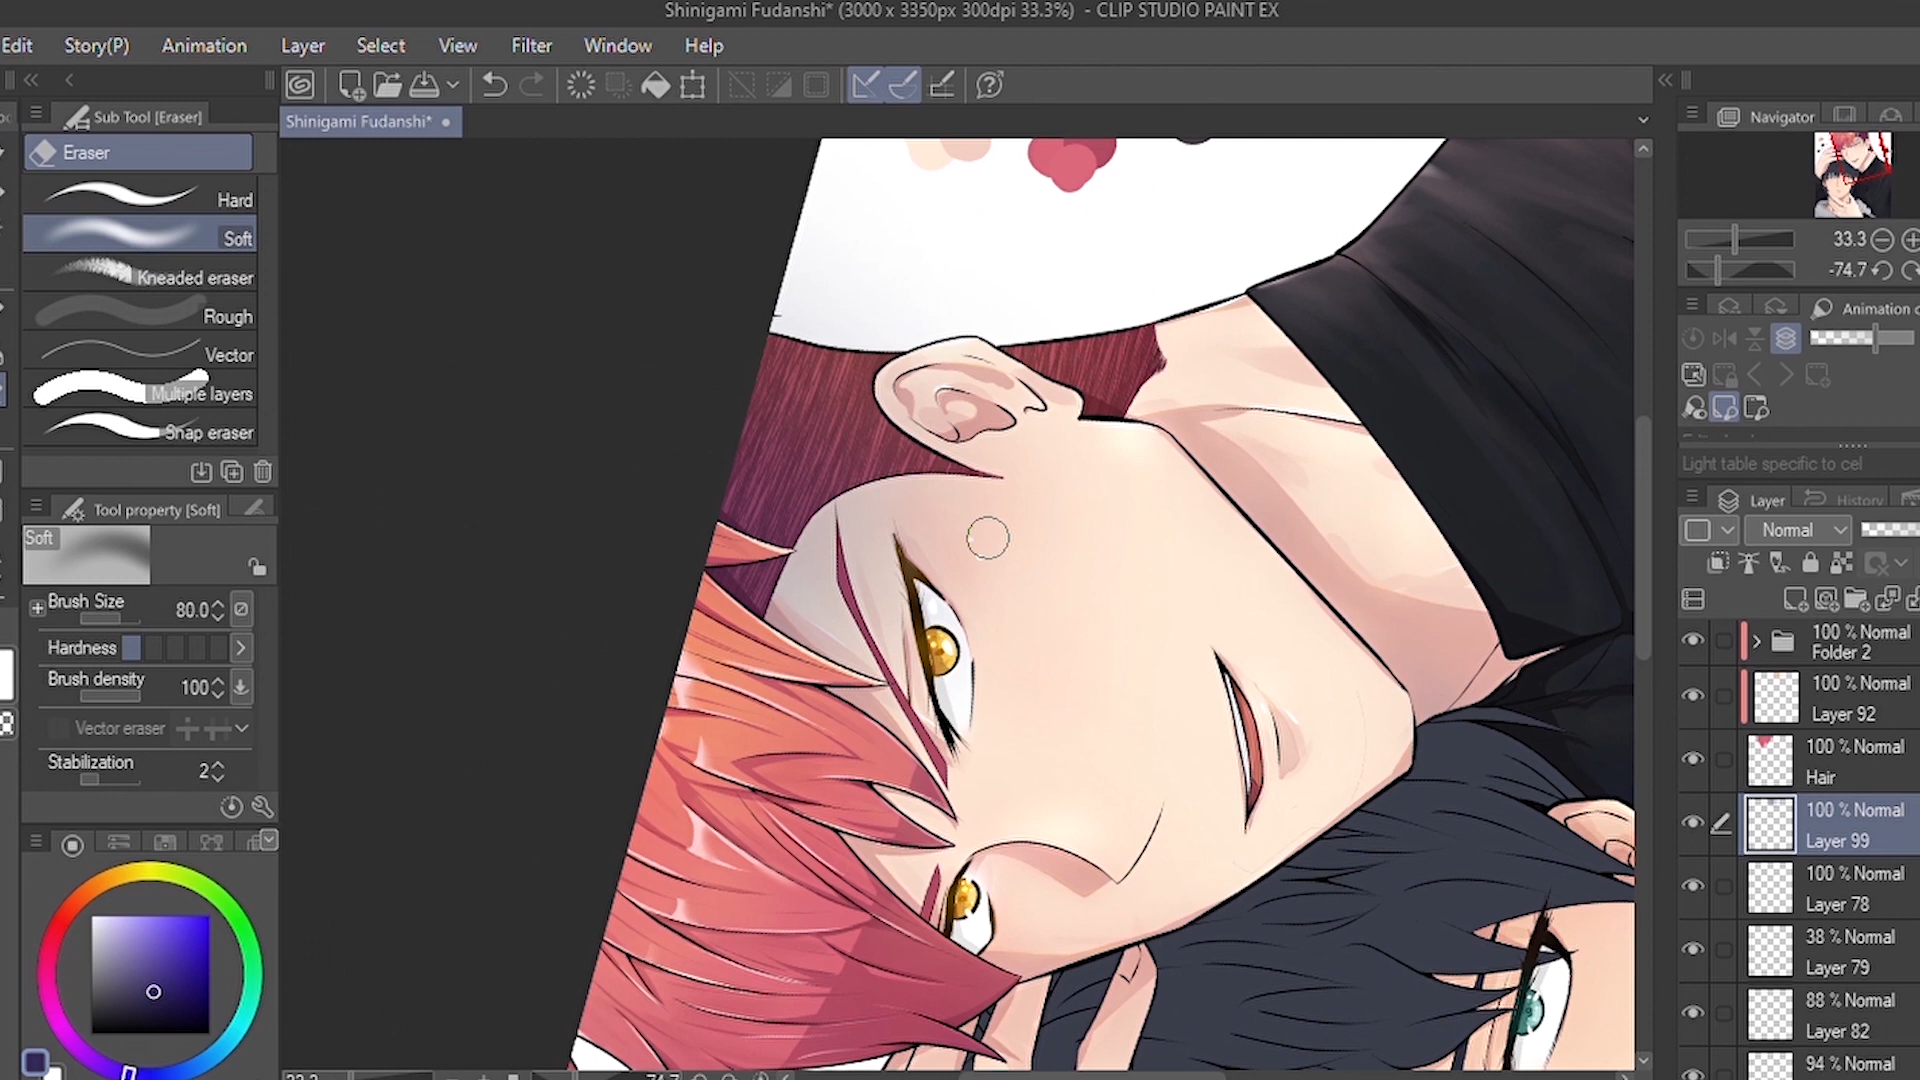 Shinigami Fudanshi* (3000 x 3350px 300dpi 33.3%) - CLIP STUDIO PAINT EX
Edit Story(P) Animation Layer Select View Filter Window Help
Sub Tool [Eraser]
Shinigami Fudanshi*
Navigator
Eraser
Hard
Soft
Kneaded eraser
Rough
Vector
Multiple layers
Snap eraser
33.3
-74.7
Animation c
Light table specific to cel
Tool property [Soft]
Soft
Brush Size 80.0
Hardness
Brush density 100
Vector eraser
Stabilization 2
Layer History
Normal
100 % Normal
Folder 2
100 % Normal
Layer 92
100 % Normal
Hair
100 % Normal
Layer 99
100 % Normal
Layer 78
38 % Normal
Layer 79
88 % Normal
Layer 82
94 % Normal